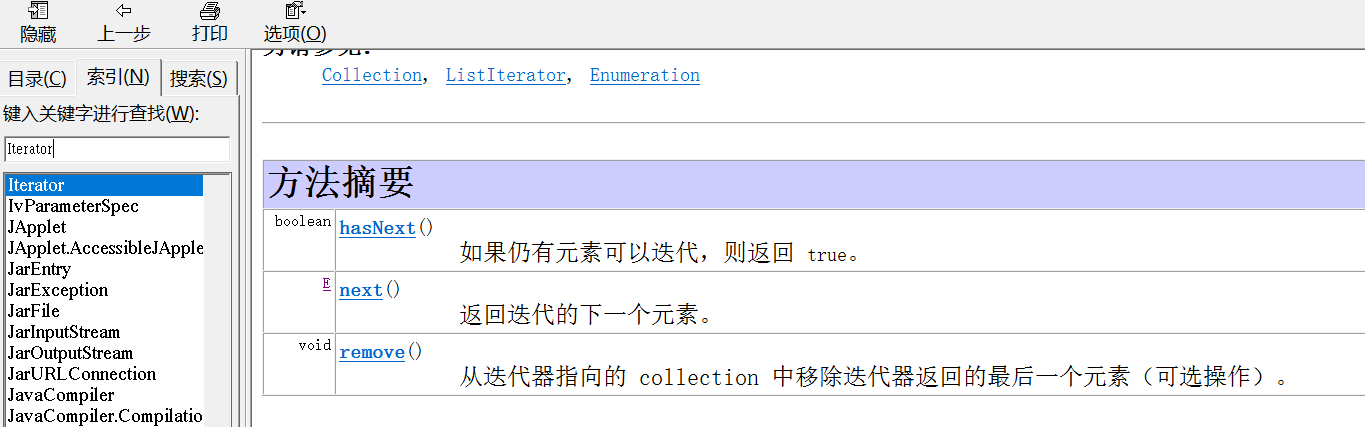 隐藏 上一步 打印 选项(O)
目录(C) 索引(N) 搜索(S)
键入关键字进行查找(W):
Iterator
Iterator
IvParameterSpec
JApplet
JApplet.AccessibleJApple
JarEntry
JarException
JarFile
JarInputStream
JarOutputStream
JarURLConnection
JavaCompiler
JavaCompiler.Compilatio
另请参见:
Collection, ListIterator, Enumeration
方法摘要
boolean hasNext()
如果仍有元素可以迭代，则返回 true。
E next()
返回迭代的下一个元素。
void remove()
从迭代器指向的 collection 中移除迭代器返回的最后一个元素（可选操作）。